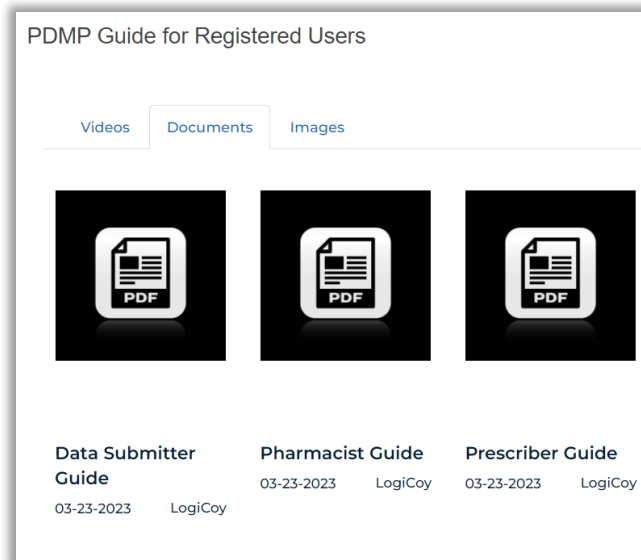 PDMP Guide for Registered Users
Videos Documents Images
PDF PDF PDF
Data Submitter Guide
Pharmacist Guide
Prescriber Guide
03-23-2023 LogiCoy
03-23-2023 LogiCoy
03-23-2023 LogiCoy